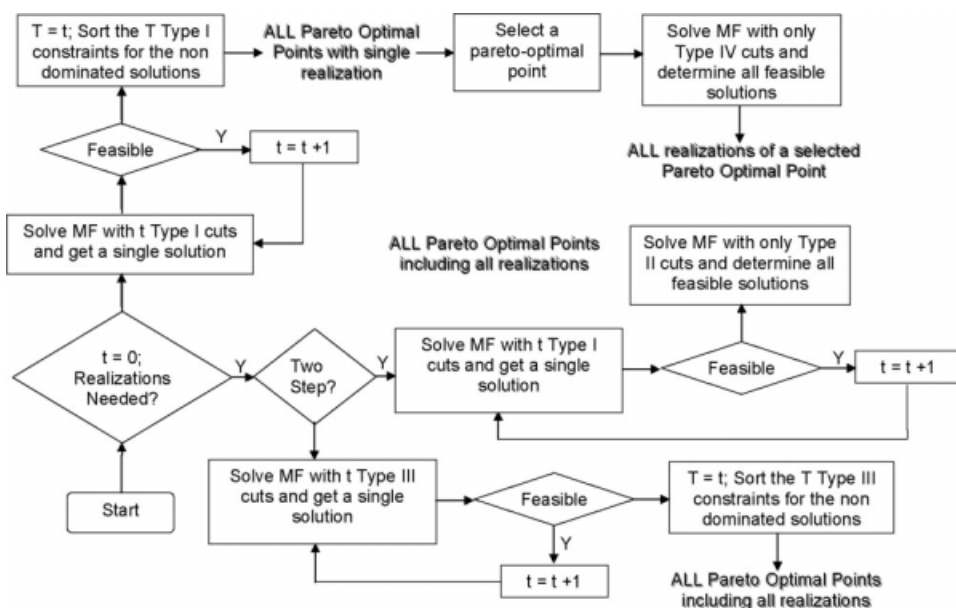 T = t; Sort the T Type I
constraints for the non
dominated solutions
ALL Pareto Optimal
Points with single
realization
Select a
pareto-optimal
point
Solve MF with only
Type IV cuts and
determine all feasible
solutions
Feasible
Y
t = t +1
ALL realizations of a selected
Pareto Optimal Point
Solve MF with t Type I cuts
and get a single solution
ALL Pareto Optimal Points
including all realizations
Solve MF with only Type
II cuts and determine all
feasible solutions
t = 0;
Realizations
Needed?
Y
Two
Step?
Y
Solve MF with t Type I
cuts and get a single
solution
Feasible
Y
t = t +1
Start
Solve MF with t Type III
cuts and get a single
solution
Feasible
Y
t = t +1
T = t; Sort the T Type III
constraints for the non
dominated solutions
ALL Pareto Optimal Points
including all realizations